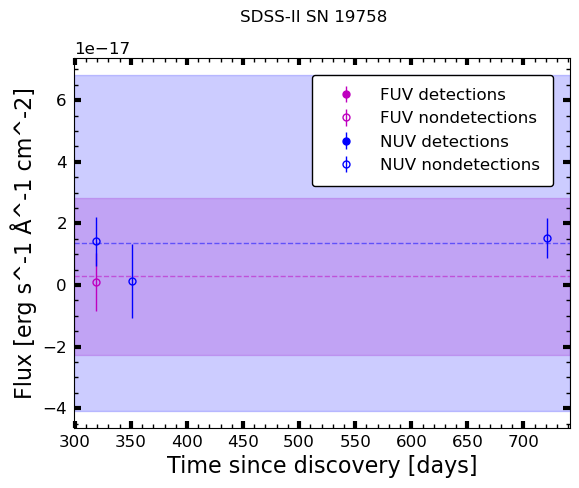 SDSS-II SN 19758
1e−17
FUV detections
FUV nondetections
NUV detections
NUV nondetections
6
4
2
0
−2
−4
Flux [erg s^-1 Å^-1 cm^-2]
300 350 400 450 500 550 600 650 700
Time since discovery [days]